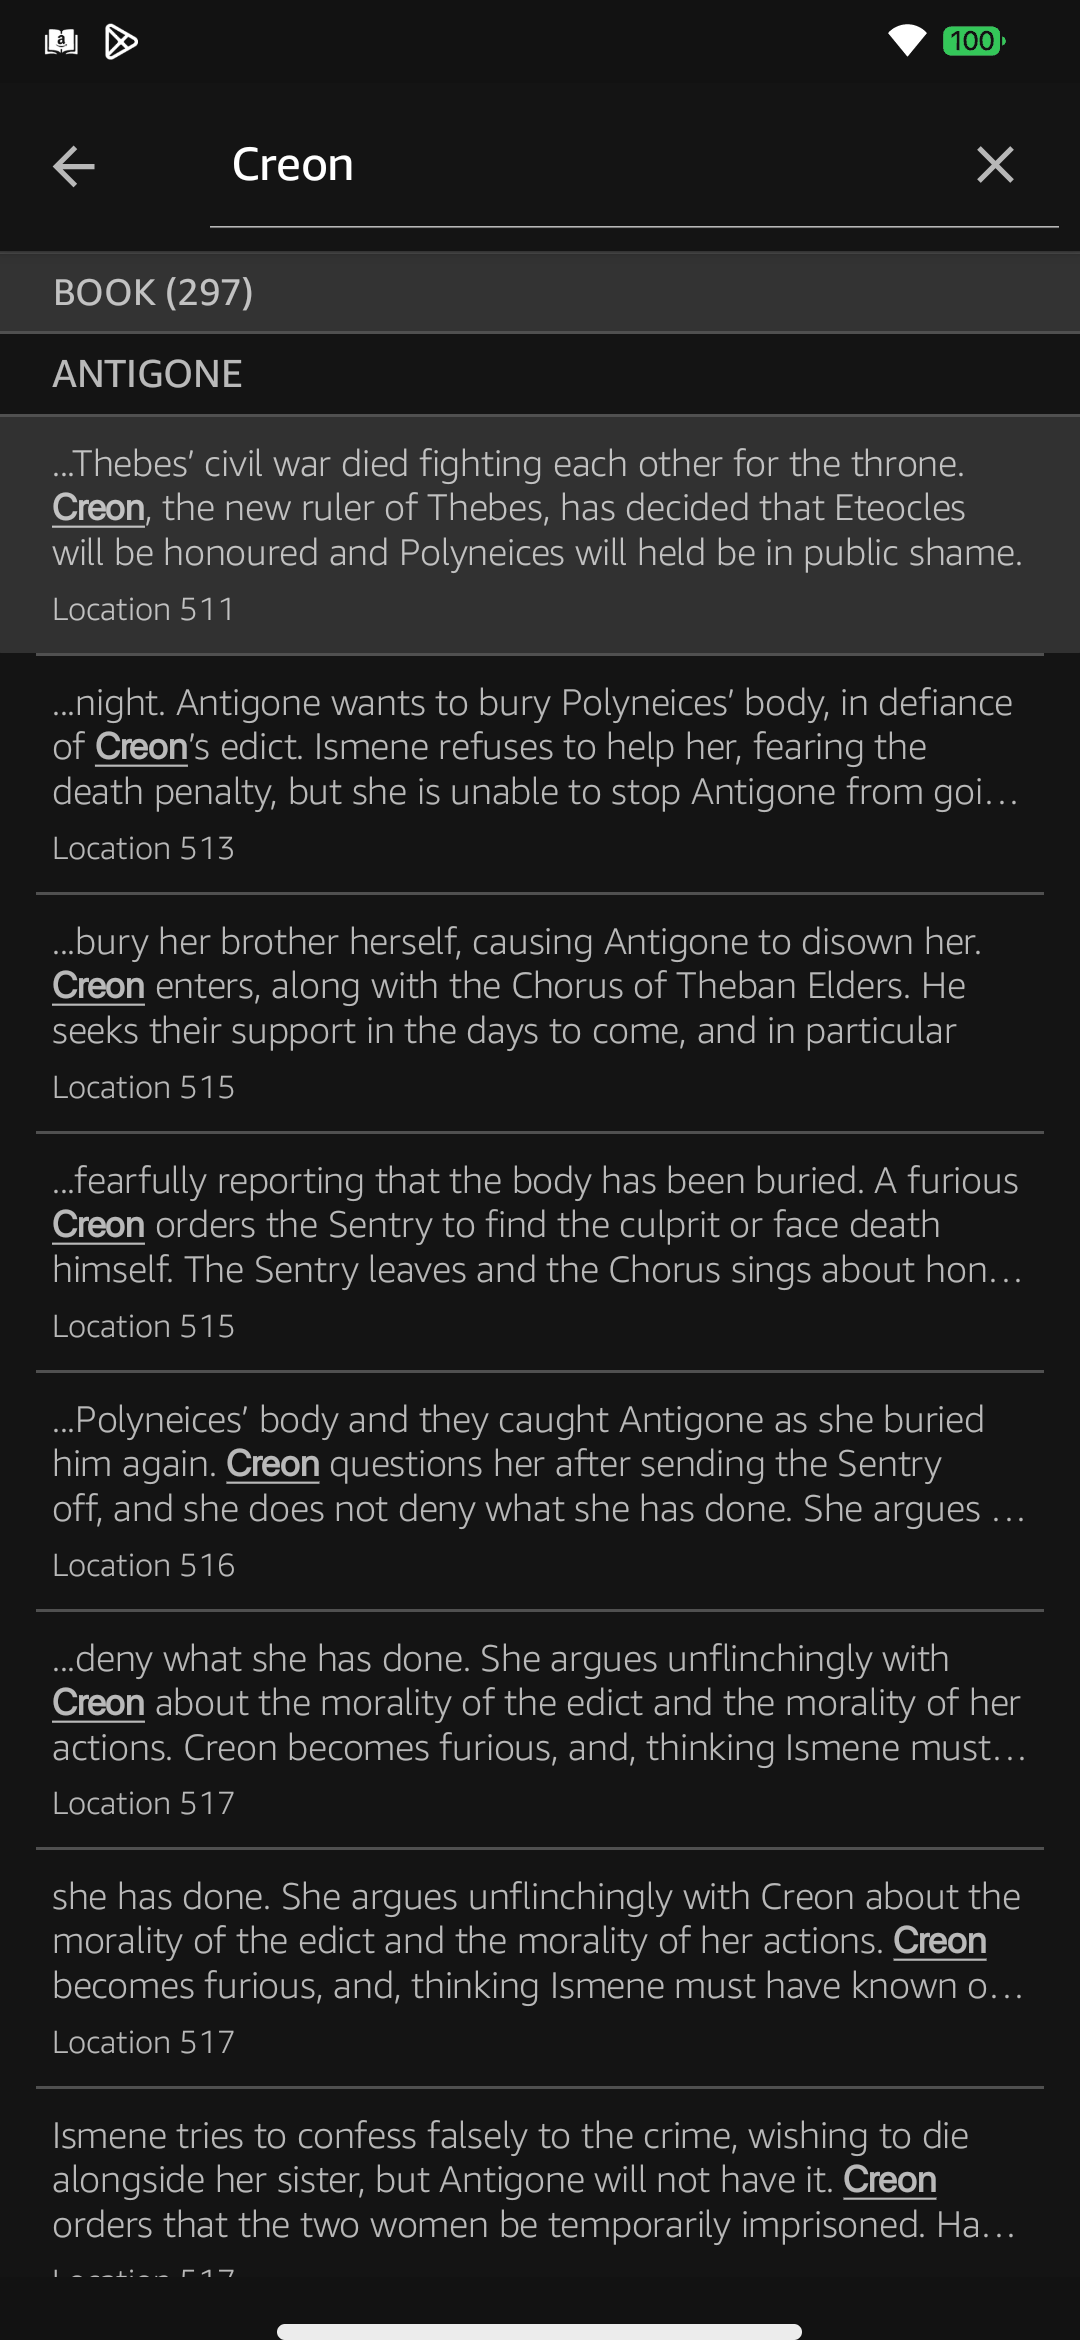 100
Creon
BOOK (297)
ANTIGONE
...Thebes’ civil war died fighting each other for the throne.
Creon, the new ruler of Thebes, has decided that Eteocles
will be honoured and Polyneices will held be in public shame.
Location 511
...night. Antigone wants to bury Polyneices’ body, in defiance
of Creon’s edict. Ismene refuses to help her, fearing the
death penalty, but she is unable to stop Antigone from goi...
Location 513
...bury her brother herself, causing Antigone to disown her.
Creon enters, along with the Chorus of Theban Elders. He
seeks their support in the days to come, and in particular
Location 515
...fearfully reporting that the body has been buried. A furious
Creon orders the Sentry to find the culprit or face death
himself. The Sentry leaves and the Chorus sings about hon...
Location 515
...Polyneices’ body and they caught Antigone as she buried
him again. Creon questions her after sending the Sentry
off, and she does not deny what she has done. She argues ...
Location 516
...deny what she has done. She argues unflinchingly with
Creon about the morality of the edict and the morality of her
actions. Creon becomes furious, and, thinking Ismene must...
Location 517
she has done. She argues unflinchingly with Creon about the
morality of the edict and the morality of her actions. Creon
becomes furious, and, thinking Ismene must have known o...
Location 517
Ismene tries to confess falsely to the crime, wishing to die
alongside her sister, but Antigone will not have it. Creon
orders that the two women be temporarily imprisoned. Ha...
Location 517